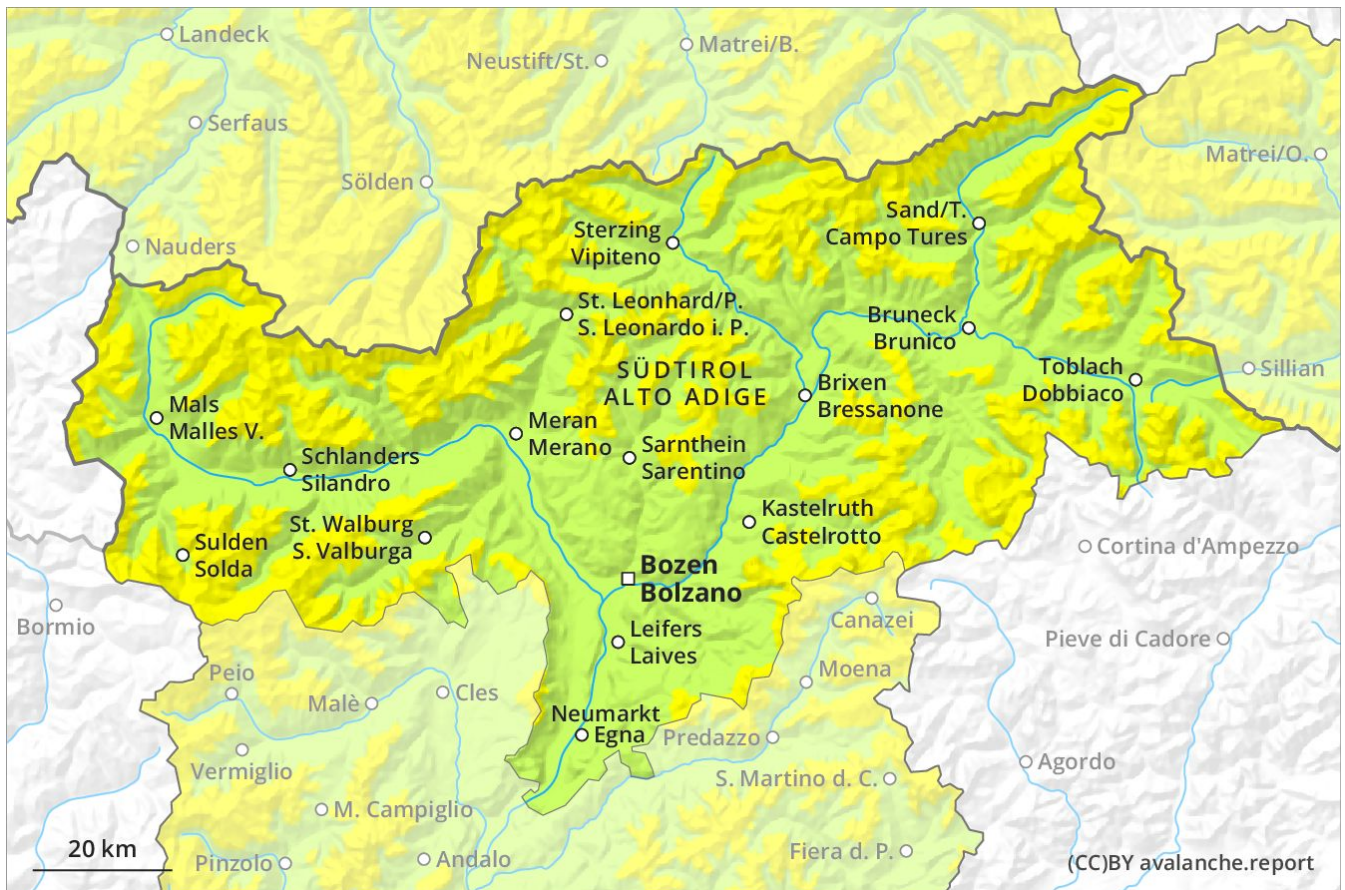 Landeck
Matrei/B.
Neustift/St.
Serfaus
Matrei/O.
Sölden
Sand/T.
Campo Tures
Nauders
Sterzing
Vipiteno
St. Leonhard/P.
S. Leonardo i. P.
Bruneck
Brunico
SÜDTIROL
ALTO ADIGE
Toblach
Dobbiaco
Sillian
Brixen
Bressanone
Mals
Malles V.
Meran
Merano
Sarnthein
Sarentino
Schlanders
Silandro
Kastelruth
Castelrotto
St. Walburg
S. Valburga
Sulden
Solda
Cortina d'Ampezzo
Bozen
Bolzano
Bormio
Canazei
Leifers
Laives
Pieve di Cadore
Peio
Moena
Malè
Cles
Neumarkt
Egna
Predazzo
Vermiglio
Agordo
S. Martino d. C.
M. Campiglio
20 km
Pinzolo
Andalo
Fiera d. P.
(CC)BY avalanche.report